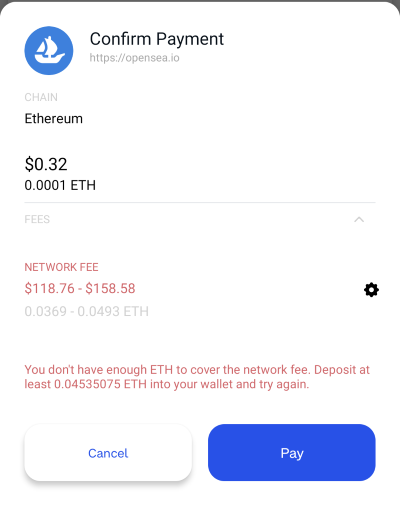 Confirm Payment
https://opensea.io
CHAIN
Ethereum
$0.32
0.0001 ETH
FEES
NETWORK FEE
$118.76 - $158.58
0.0369 - 0.0493 ETH
You don't have enough ETH to cover the network fee. Deposit at
least 0.04535075 ETH into your wallet and try again.
Cancel
Pay